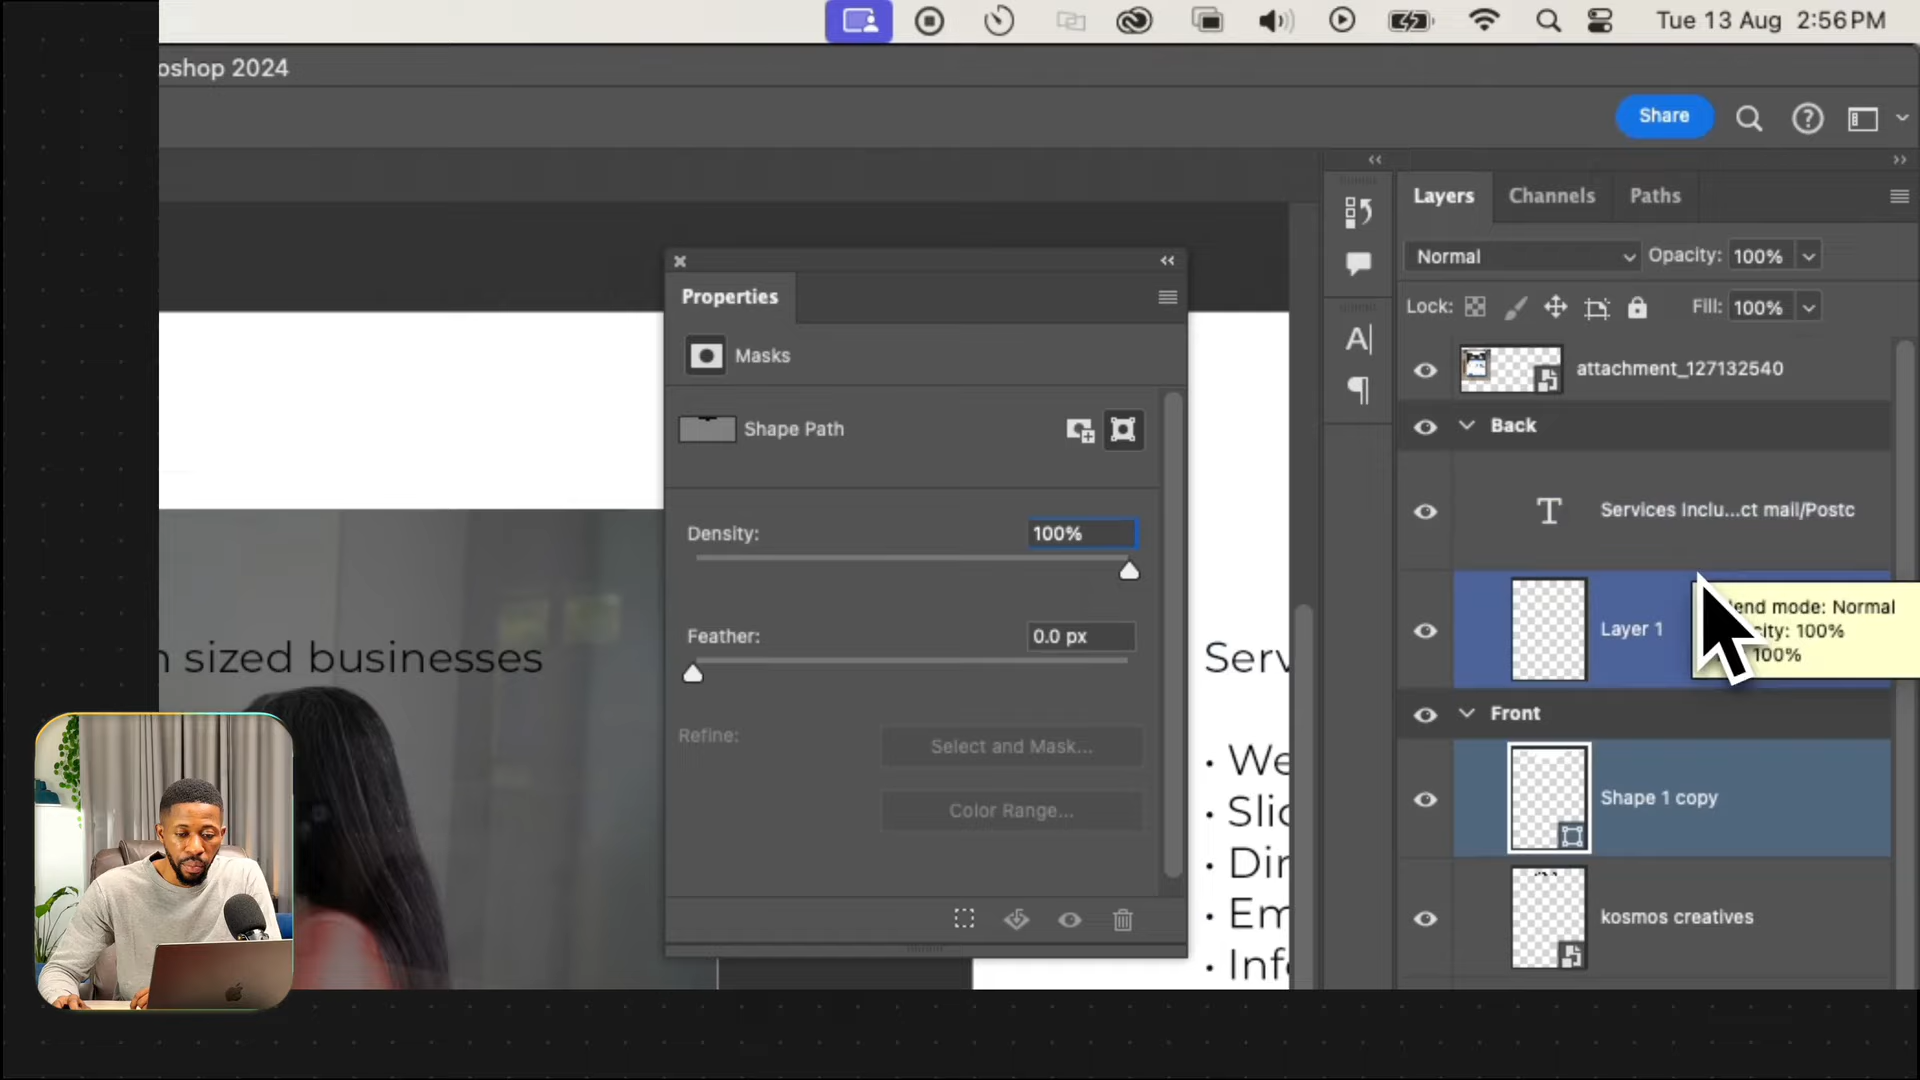 Tue 13 Aug 2:56 PM
oshop 2024
Share
Layers Channels Paths
Normal Opacity: 100%
Lock: Fill: 100%
attachment_127132540
Back
T Services Inclu...ct mail/Postc
Layer 1
end mode: Normal
city: 100%
100%
Front
Shape 1 copy
kosmos creatives
A|
Properties
Masks
Shape Path
Density: 100%
Feather: 0.0 px
Refine: Select and Mask...
Color Range...
sized businesses
Serv
• We
• Slic
• Dir
• Em
• Inf